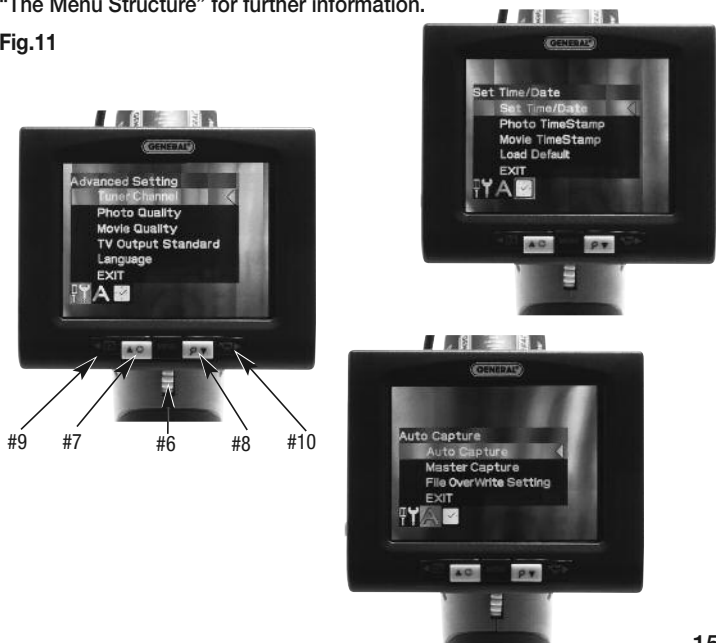 "The Menu Structure" for further information.
Fig.11
GENERAL®
Advanced Setting
Tuner Channel
Photo Quality
Movie Quality
TV Output Standard
Language
EXIT
A
#9
#7
#6
#8
#10
GENERAL®
Set Time/Date
Set Time/Date
Photo TimeStamp
Movie TimeStamp
Load Default
EXIT
A
GENERAL®
Auto Capture
Auto Capture
Master Capture
File OverWrite Setting
EXIT
A
15